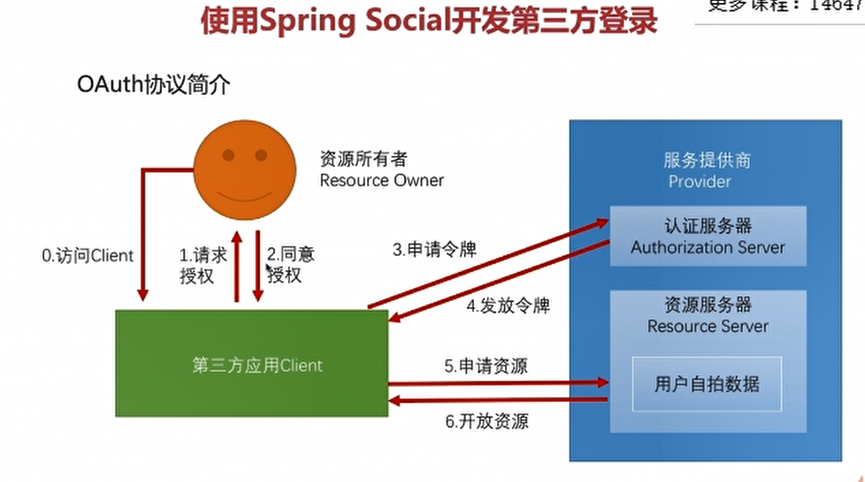 使用Spring Social开发第三方登录
更多课程：14647
OAuth协议简介
资源所有者
Resource Owner
服务提供商
Provider
认证服务器
Authorization Server
0.访问Client
1.请求
授权
2.同意
授权
3.申请令牌
4.发放令牌
资源服务器
Resource Server
第三方应用Client
5.申请资源
用户自拍数据
6.开放资源